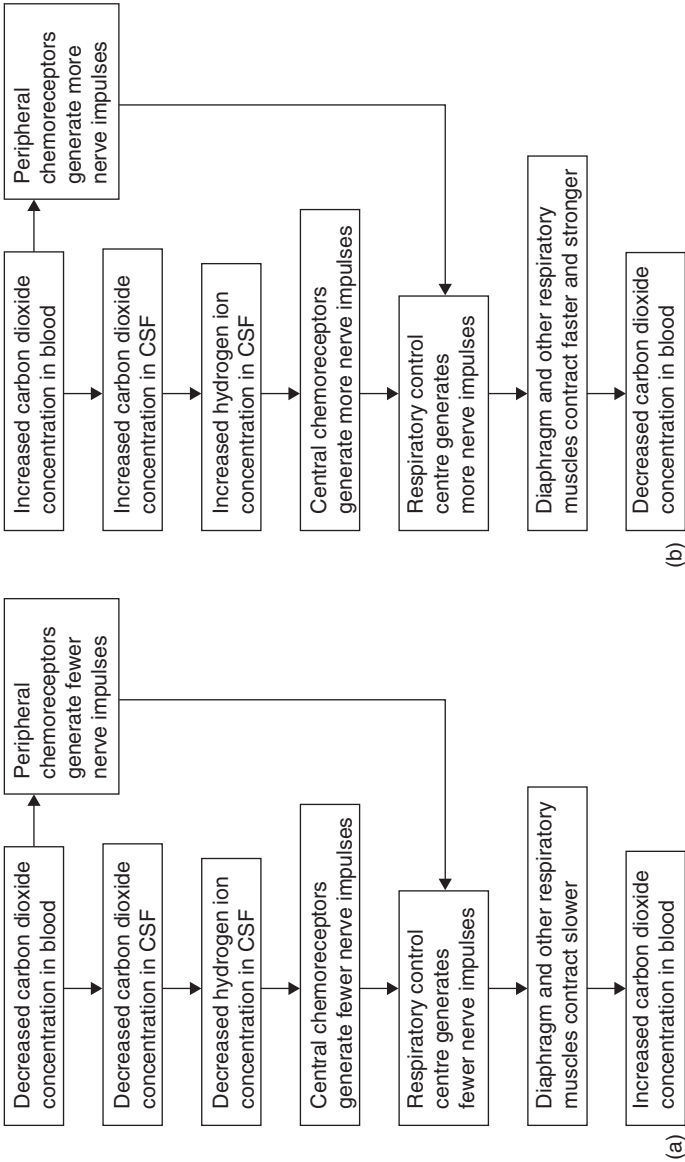 Decreased carbon dioxide
concentration in blood
Peripheral
chemoreceptors
generate fewer
nerve impulses
Decreased carbon dioxide
concentration in CSF
Decreased hydrogen ion
concentration in CSF
Central chemoreceptors
generate fewer nerve impulses
Respiratory control
centre generates
fewer nerve impulses
Diaphragm and other respiratory
muscles contract slower
Increased carbon dioxide
concentration in blood
(a)
Increased carbon dioxide
concentration in blood
Peripheral
chemoreceptors
generate more
nerve impulses
Increased carbon dioxide
concentration in CSF
Increased hydrogen ion
concentration in CSF
Central chemoreceptors
generate more nerve impulses
Respiratory control
centre generates
more nerve impulses
Diaphragm and other respiratory
muscles contract faster and stronger
Decreased carbon dioxide
concentration in blood
(b)